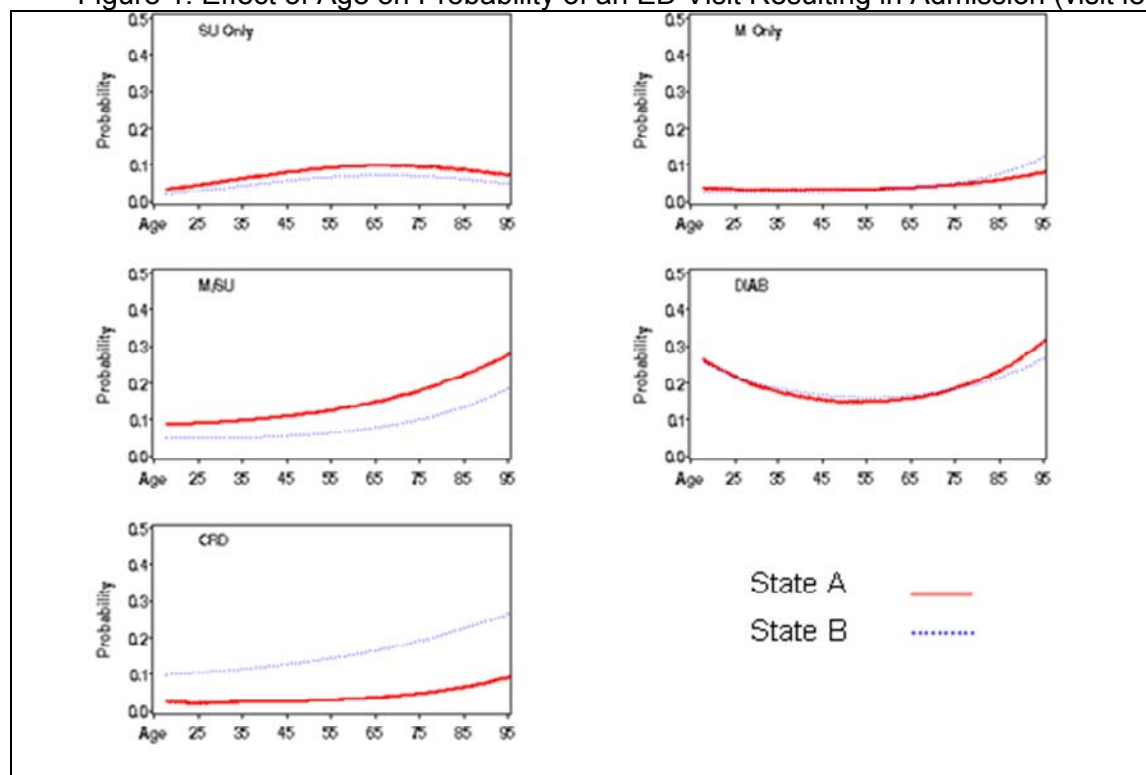 Figure 1. Effect of Age on Probability of an ED Visit Resulting in Admission (visit
SU Only
Probability
0.5
0.4
0.3
0.2
0.1
0.0
Age 25 35 45 55 65 75 85 95
M Only
Probability
0.5
0.4
0.3
0.2
0.1
0.0
Age 25 35 45 55 65 75 85 95
M/SU
Probability
0.5
0.4
0.3
0.2
0.1
0.0
Age 25 35 45 55 65 75 85 95
DIAB
Probability
0.5
0.4
0.3
0.2
0.1
0.0
Age 25 35 45 55 65 75 85 95
CRD
Probability
0.5
0.4
0.3
0.2
0.1
0.0
Age 25 35 45 55 65 75 85 95
State A
State B